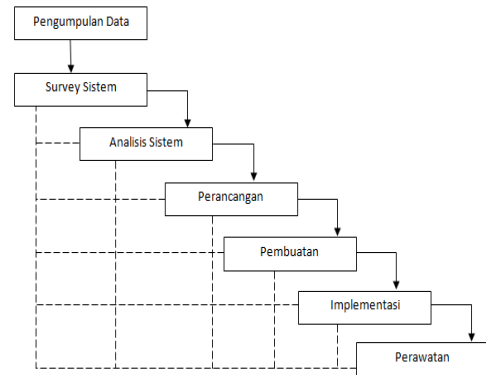 Pengumpulan Data
Survey Sistem
Analisis Sistem
Perancangan
Pembuatan
Implementasi
Perawatan